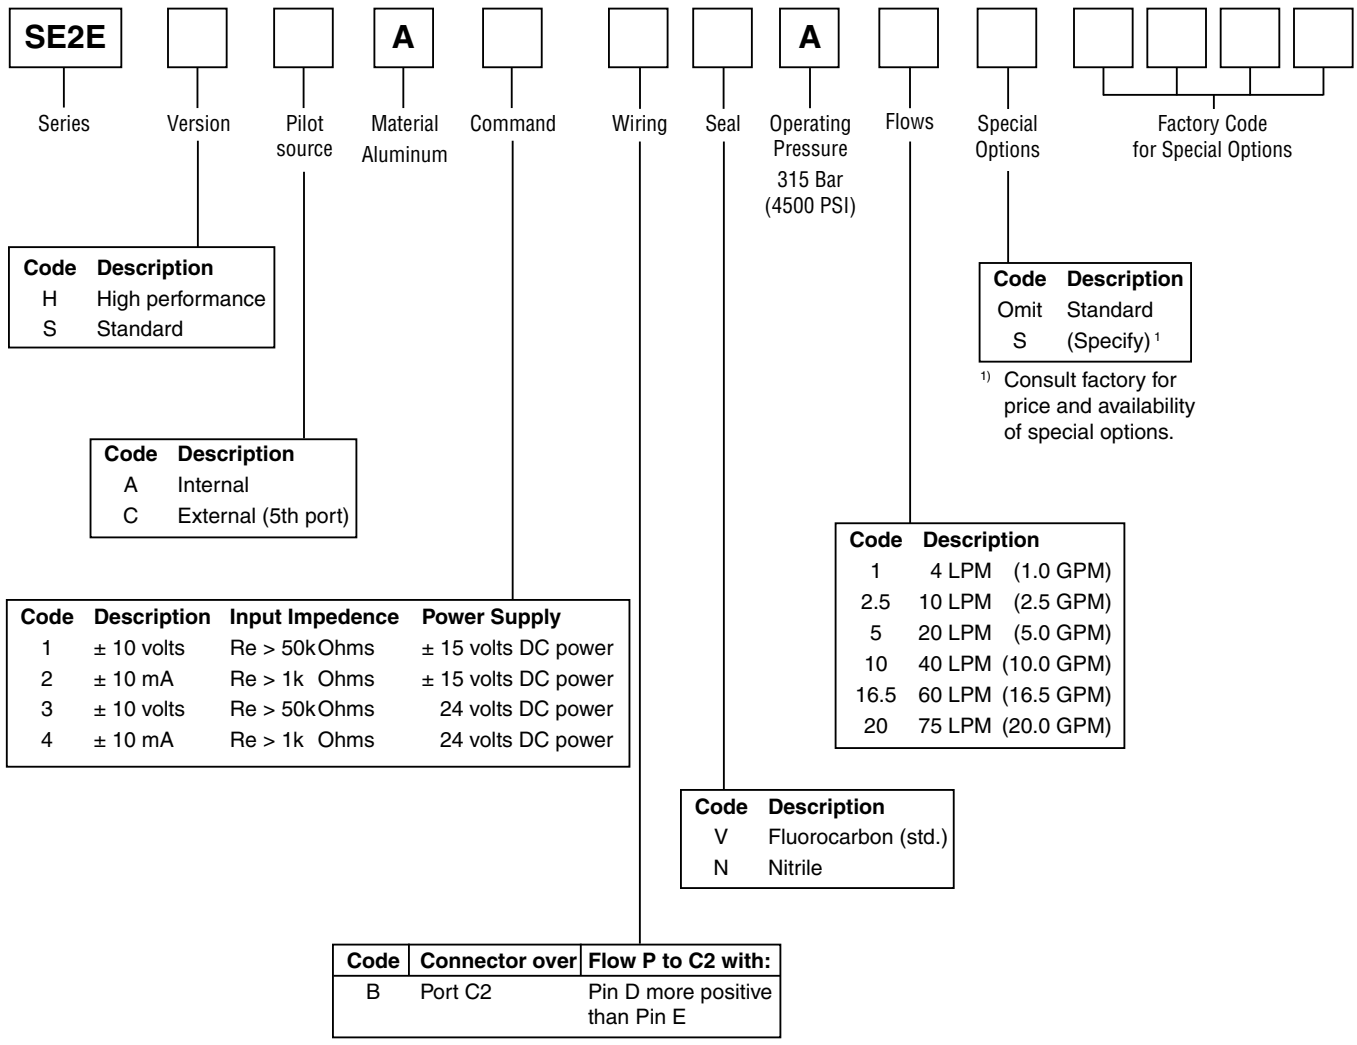 SE2E A A
Series Version Pilot source Material Aluminum Command Wiring Seal Operating Pressure 315 Bar (4500 PSI) Flows Special Options Factory Code for Special Options
Code Description
H High performance
S Standard
Code Description
Omit Standard
S (Specify) 1
1) Consult factory for
price and availability
of special options.
Code Description
A Internal
C External (5th port)
Code Description
1 4 LPM (1.0 GPM)
2.5 10 LPM (2.5 GPM)
5 20 LPM (5.0 GPM)
10 40 LPM (10.0 GPM)
16.5 60 LPM (16.5 GPM)
20 75 LPM (20.0 GPM)
Code Description Input Impedence Power Supply
1 ± 10 volts Re > 50k Ohms ± 15 volts DC power
2 ± 10 mA Re > 1k Ohms ± 15 volts DC power
3 ± 10 volts Re > 50k Ohms 24 volts DC power
4 ± 10 mA Re > 1k Ohms 24 volts DC power
Code Description
V Fluorocarbon (std.)
N Nitrile
Code Connector over Flow P to C2 with:
B Port C2 Pin D more positive
than Pin E